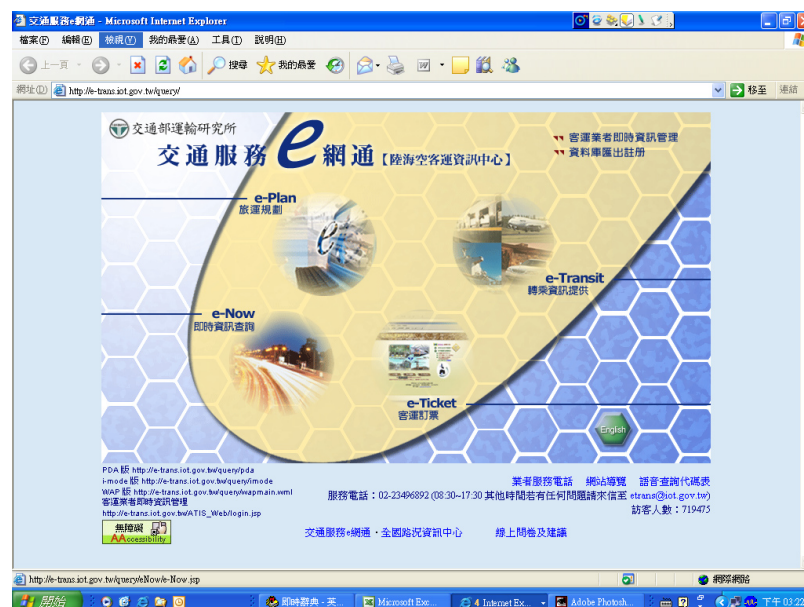 交通服務e網通 - Microsoft Internet Explorer
檔案(F) 編輯(E) 檢視(V) 我的最愛(A) 工具(T) 說明(H)
上一頁 搜尋 我的最愛
網址(D) http://e-trans.iot.gov.tw/query/ 移至 連結
交通部運輸研究所
交通服務e網通【陸海空客運資訊中心】
客運業者即時資訊管理
資料庫匯出註冊
e-Plan
旅運規劃
e-Transit
轉乘資訊提供
e-Now
即時資訊查詢
e-Ticket
客運訂票
English
PDA 版 http://e-trans.iot.gov.tw/query/pda
i-mode 版 http://e-trans.iot.gov.tw/query/imode
WAP 版 http://e-trans.iot.gov.tw/query/wapmain.wml
客運業者即時資訊管理
http://e-trans.iot.gov.tw/ATIS_Web/login.jsp
無障礙
AAccessibility
業者服務電話 網站導覽 語音查詢代碼表
服務電話：02-23496892 (08:30~17:30 其他時間若有任何問題請來信至 etrans@iot.gov.tw)
訪客人數：719475
交通服務e網通‧全國路況資訊中心 線上問卷及建議
http://e-trans.iot.gov.tw/query/eNow/e-Now.jsp 網際網路
開始 即時辭典 - 英... Microsoft Exc... 4 Internet Ex... Adobe Photosh... 下午 03:22